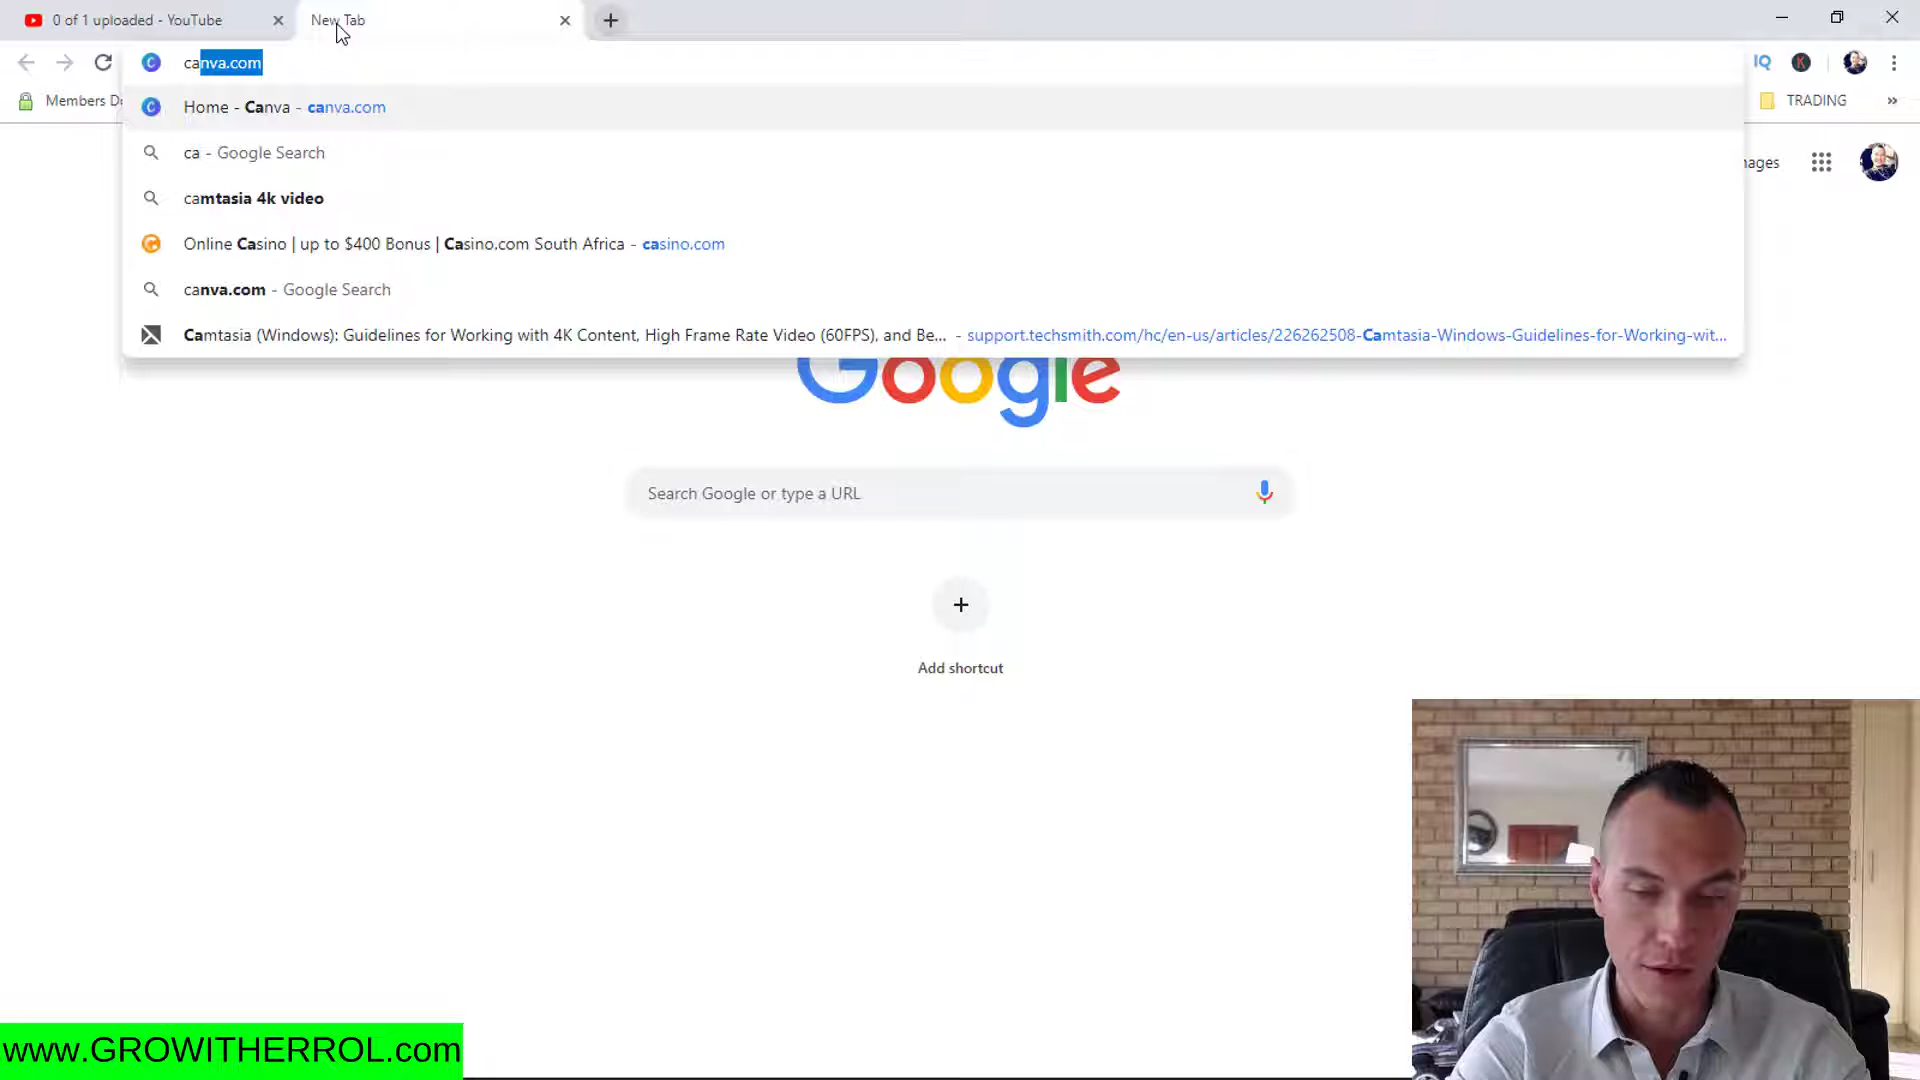 0 of 1 uploaded - YouTube
New Tab
canva.com
IQ
K
Members D
TRADING
»
Home - Canva - canva.com
ca - Google Search
camtasia 4k video
Online Casino | up to $400 Bonus | Casino.com South Africa - casino.com
canva.com - Google Search
Camtasia (Windows): Guidelines for Working with 4K Content, High Frame Rate Video (60FPS), and Be... - support.techsmith.com/hc/en-us/articles/226262508-Camtasia-Windows-Guidelines-for-Working-wit...
ages
Google
Search Google or type a URL
Add shortcut
www.GROWITHERROL.com